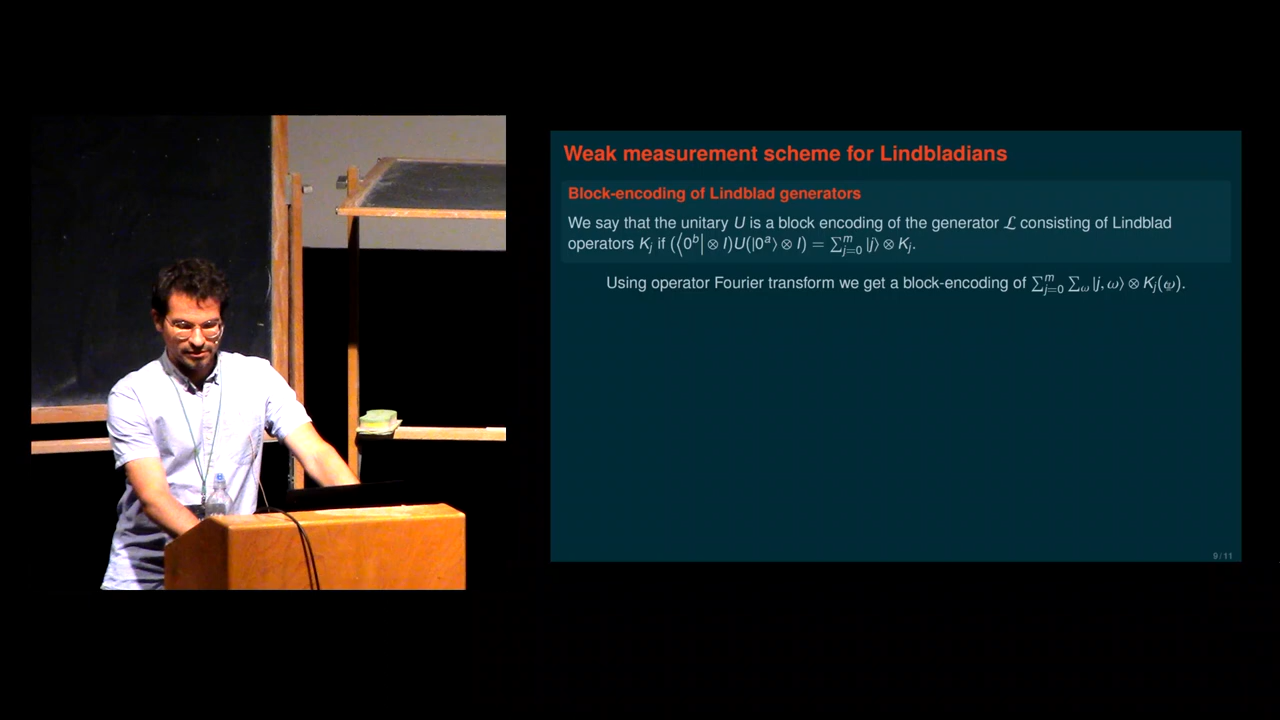 Weak measurement scheme for Lindbladians
Block-encoding of Lindblad generators
We say that the unitary U is a block encoding of the generator ℒ consisting of Lindblad
operators K_j if (⟨0^b| ⊗ I)U(|0^a⟩ ⊗ I) = ∑_{j=0}^m |j⟩ ⊗ K_j.
Using operator Fourier transform we get a block-encoding of ∑_{j=0}^m ∑_ω |j, ω⟩ ⊗ K_j(ω).
9 / 11